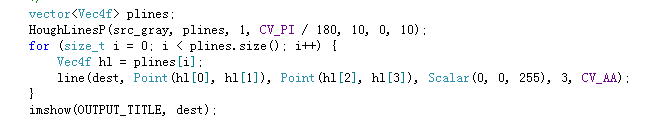 vector<Vec4f> plines;
HoughLinesP(src_gray, plines, 1, CV_PI / 180, 10, 0, 10);
for (size_t i = 0; i < plines.size(); i++) {
    Vec4f hl = plines[i];
    line(dest, Point(hl[0], hl[1]), Point(hl[2], hl[3]), Scalar(0, 0, 255), 3, CV_AA);
}
imshow(OUTPUT_TITLE, dest);